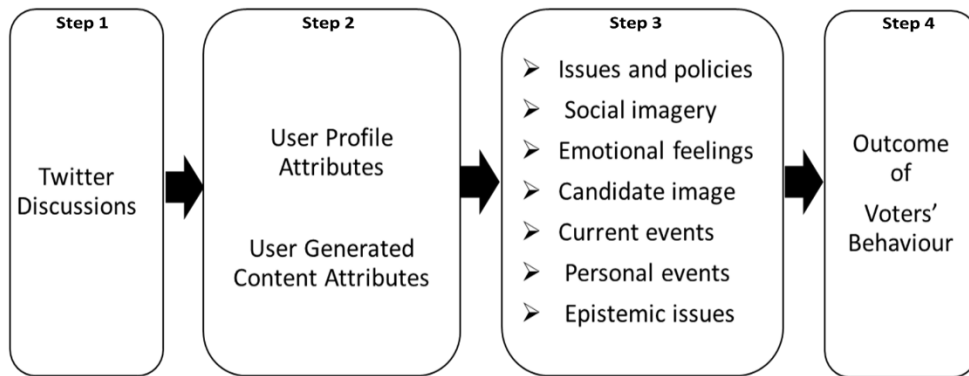 Step 1
Twitter
Discussions
Step 2
User Profile
Attributes
User Generated
Content Attributes
Step 3
Issues and policies
Social imagery
Emotional feelings
Candidate image
Current events
Personal events
Epistemic issues
Step 4
Outcome
of
Voters’
Behaviour